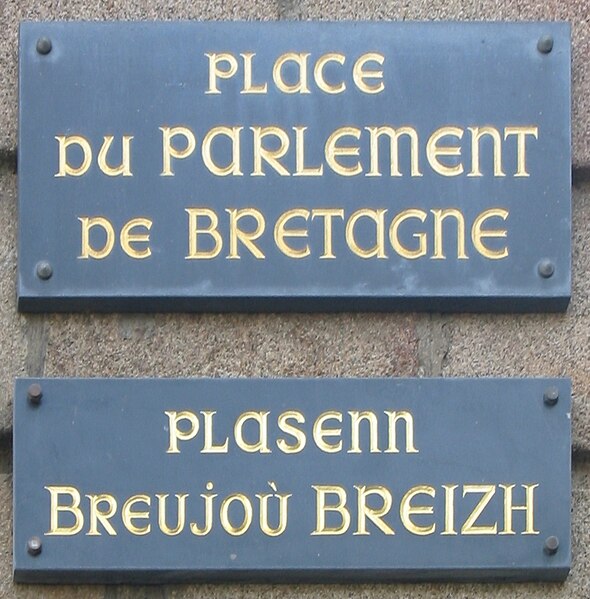 PLACE
DU PARLEMENT
DE BRETAGNE
PLASENN
BREUJOÙ BREIZH